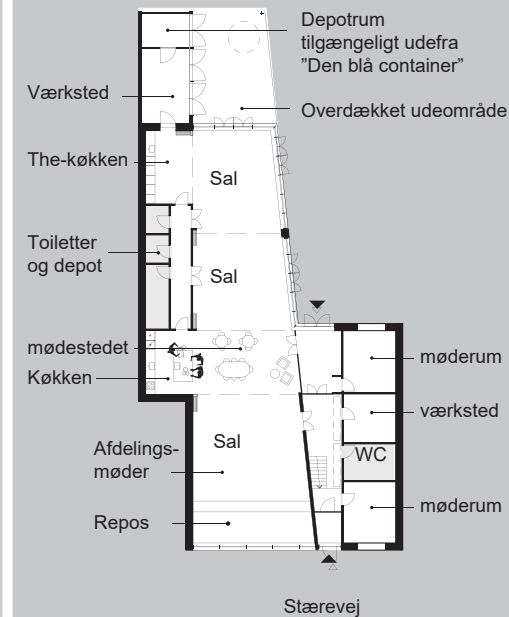 Depotrum
tilgængeligt udefra
”Den blå container”
Værksted
Overdækket udeområde
The-køkken
Sal
Toiletter
og depot
Sal
mødestedet
møderum
Køkken
værksted
Sal
Afdelings-
møder
WC
Repos
møderum
Stærevej